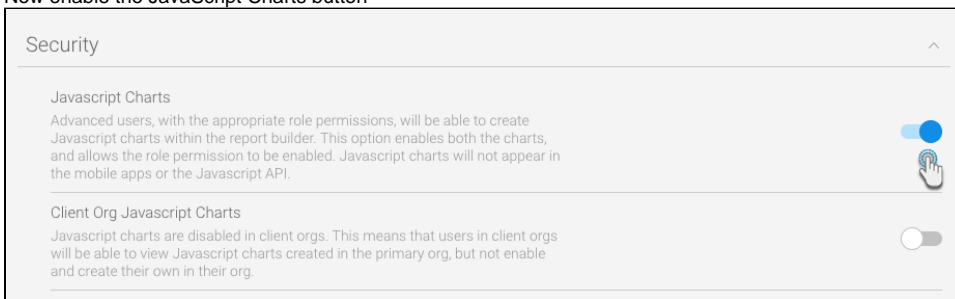 Now enable the JavaScript Charts button
Security
Javascript Charts
Advanced users, with the appropriate role permissions, will be able to create
Javascript charts within the report builder. This option enables both the charts,
and allows the role permission to be enabled. Javascript charts will not appear in
the mobile apps or the Javascript API.
Client Org Javascript Charts
Javascript charts are disabled in client orgs. This means that users in client orgs
will be able to view Javascript charts created in the primary org, but not enable
and create their own in their org.